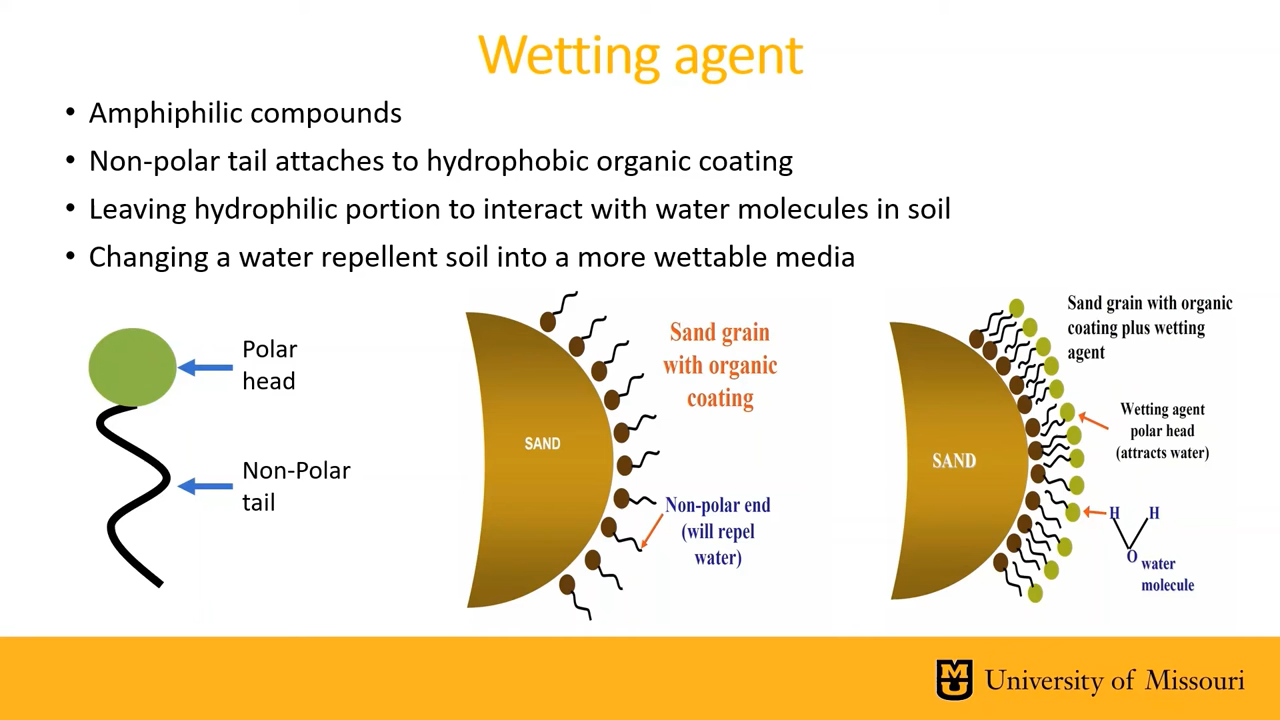 Wetting agent
• Amphiphilic compounds
• Non-polar tail attaches to hydrophobic organic coating
• Leaving hydrophilic portion to interact with water molecules in soil
• Changing a water repellent soil into a more wettable media
Polar
head
Non-Polar
tail
Sand grain
with organic
coating
SAND
Non-polar end
(will repel
water)
Sand grain with organic
coating plus wetting
agent
Wetting agent
polar head
(attracts water)
SAND
H H
O
water
molecule
MU
University of Missouri